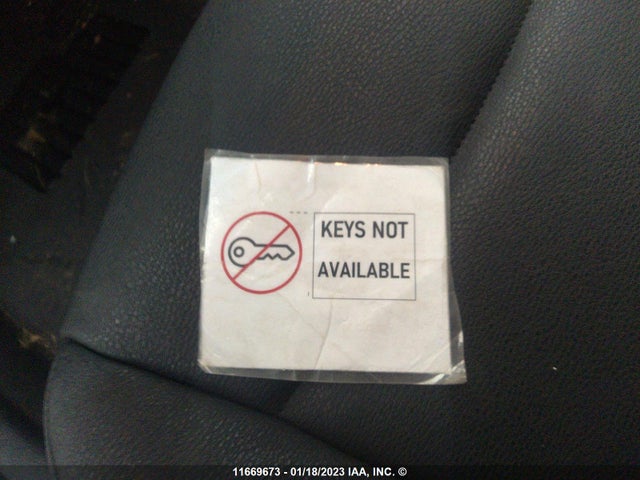 KEYS NOT
AVAILABLE
11669673 - 01/18/2023 IAA, INC. ©